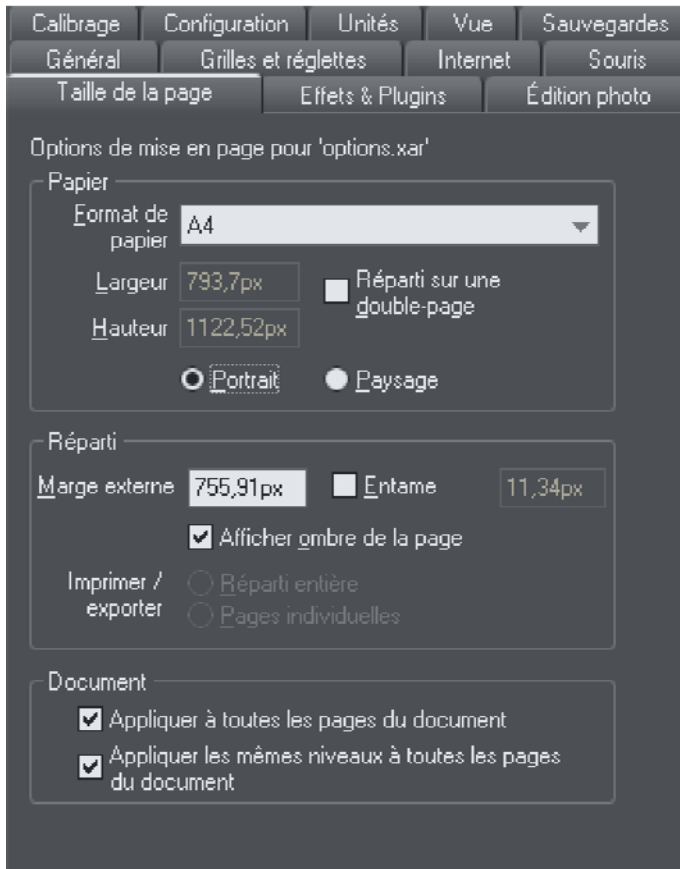 Calibrage Configuration Unités Vue Sauvegardes
Général Grilles et réglettes Internet Souris
Taille de la page Effets & Plugins Édition photo
Options de mise en page pour 'options.xar'
Papier
Format de papier A4
Largeur 793,7px
Réparti sur une double-page
Hauteur 1122,52px
Portrait Paysage
Réparti
Marge externe 755,91px Entame 11,34px
Afficher ombre de la page
Imprimer / exporter
Répartie entière
Pages individuelles
Document
Appliquer à toutes les pages du document
Appliquer les mêmes niveaux à toutes les pages
du document